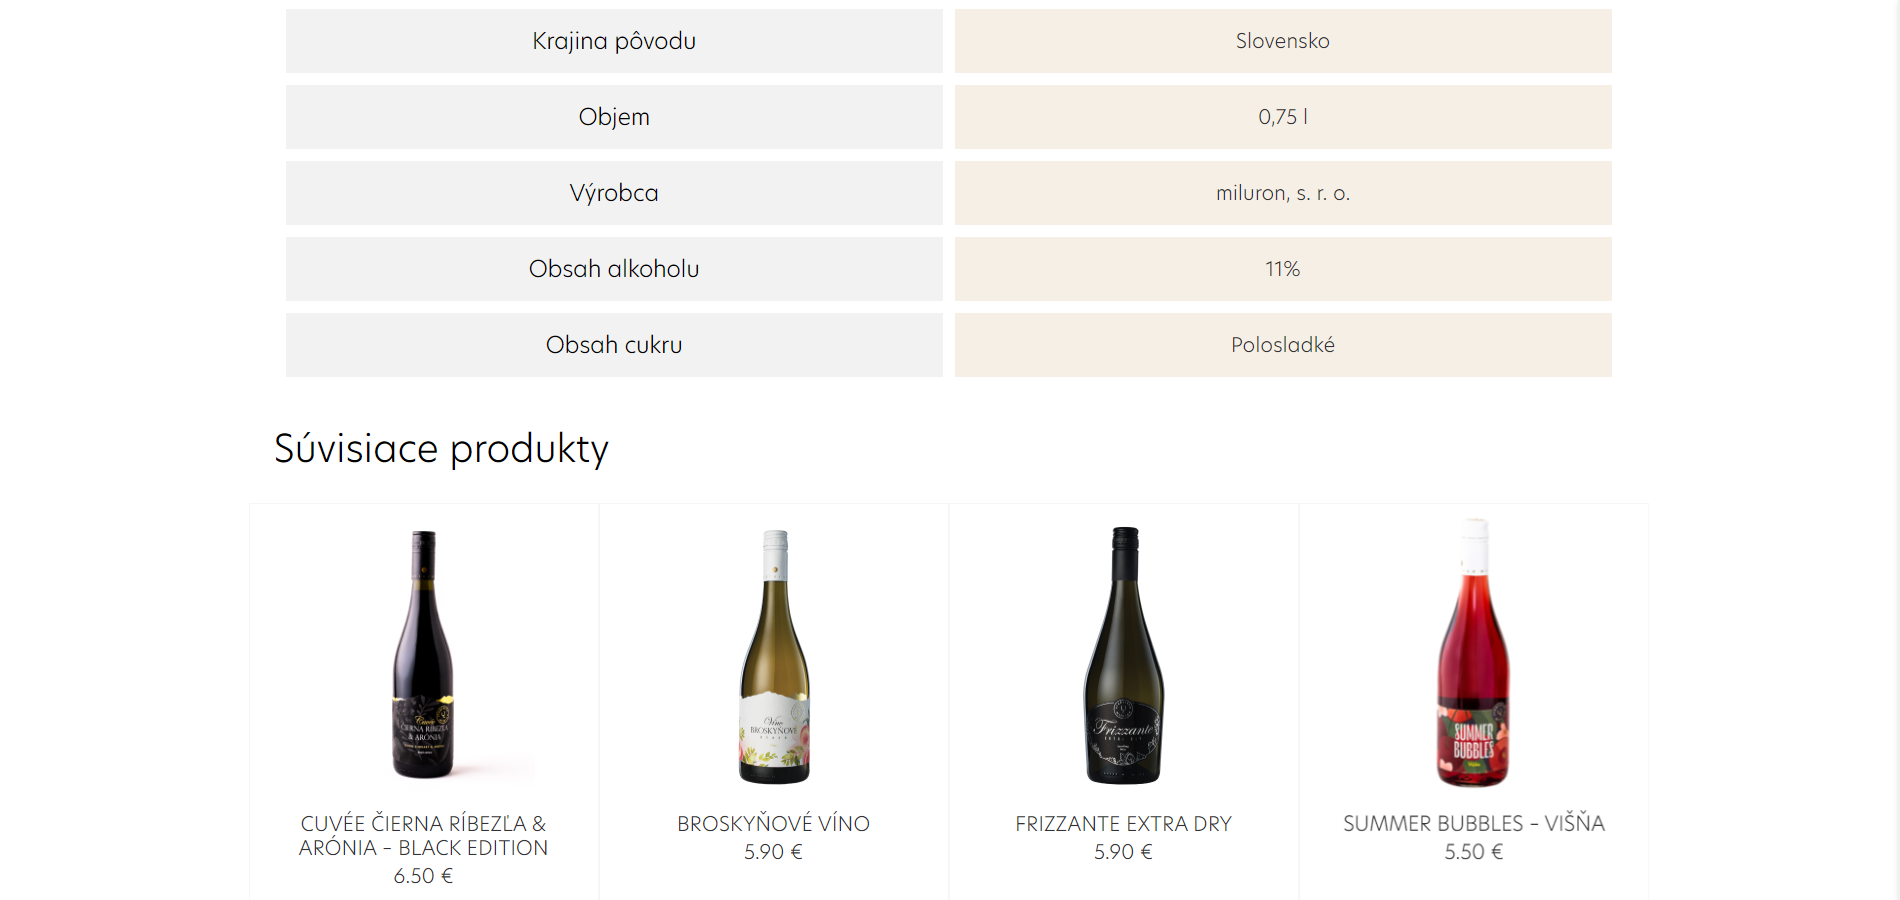 Krajina pôvodu
Slovensko
Objem
0,75 l
Výrobca
miluron, s. r. o.
Obsah alkoholu
11%
Obsah cukru
Polosladké
Súvisiace produkty
Cuvée
ČIERNA RÍBEZĽA
& ARÓNIA
Víno
BROSKYŇOVÉ
Frizzante
EXTRA DRY
SUMMER
BUBBLES
CUVÉE ČIERNA RÍBEZĽA &
ARÓNIA – BLACK EDITION
6.50 €
BROSKYŇOVÉ VÍNO
5.90 €
FRIZZANTE EXTRA DRY
5.90 €
SUMMER BUBBLES – VIŠŇA
5.50 €